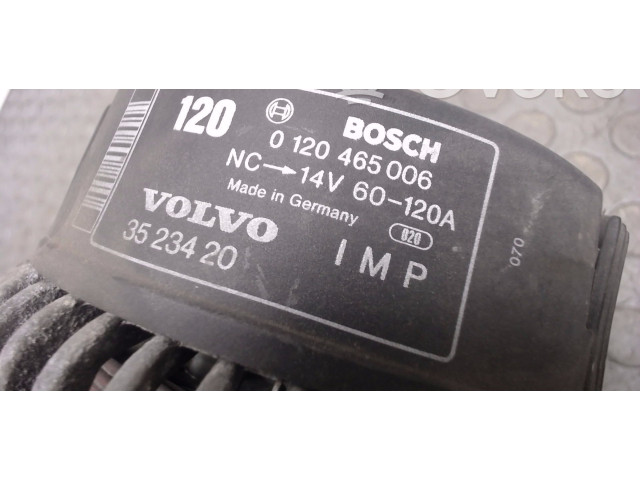 120 BOSCH
0 120 465 006
NC→14V 60-120A
Made in Germany 020
VOLVO
35 234 20 IMP
070